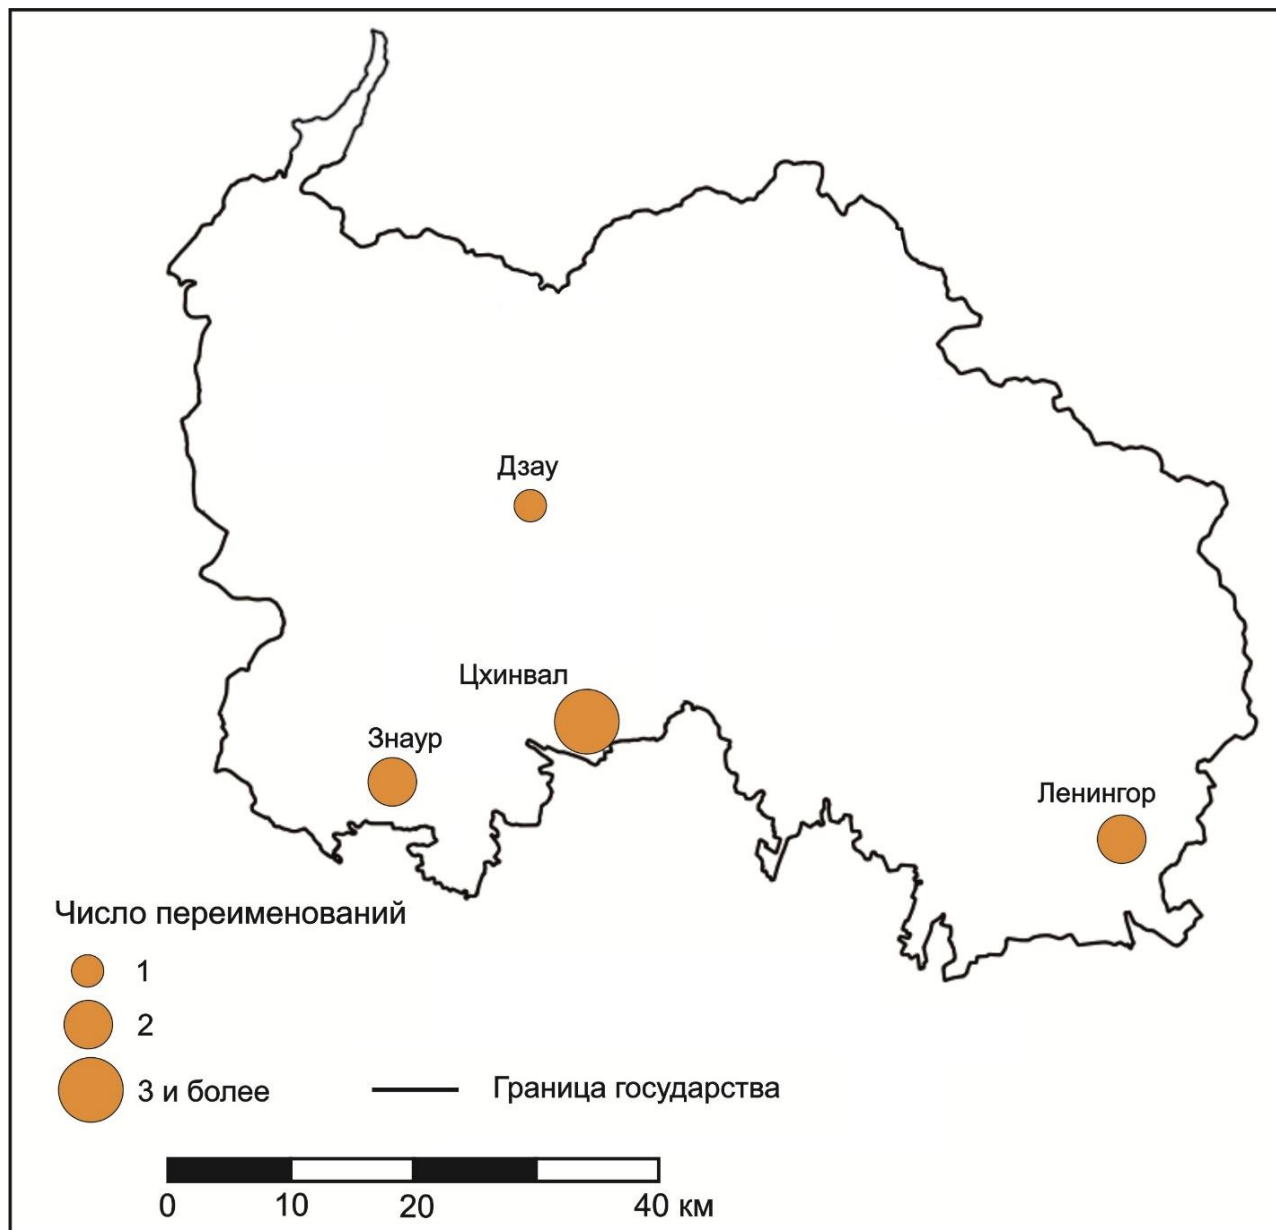 Дзау
Цхинвал
Знаур
Ленингор
Число переименований
1
2
3 и более
Граница государства
0 10 20 40 км